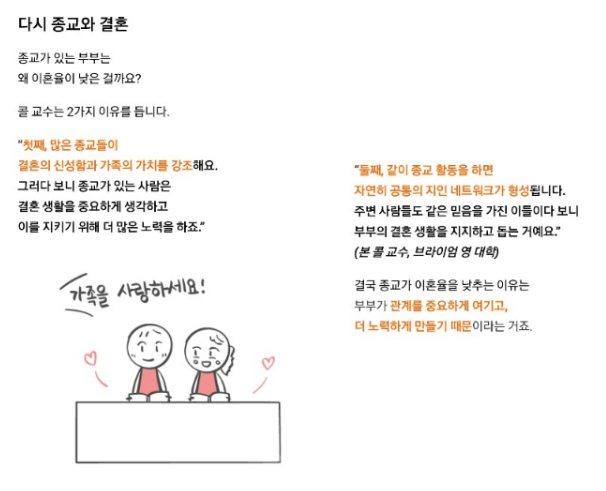 다시 종교와 결혼
종교가 있는 부부는
왜 이혼율이 낮은 걸까요?
콜 교수는 2가지 이유를 듭니다.
"첫째, 많은 종교들이
결혼의 신성함과 가족의 가치를 강조해요.
그러다 보니 종교가 있는 사람은
결혼 생활을 중요하게 생각하고
이를 지키기 위해 더 많은 노력을 하죠."
가족을 사랑하세요!
"둘째, 같이 종교 활동을 하면
자연히 공통의 지인 네트워크가 형성됩니다.
주변 사람들도 같은 믿음을 가진 이들이다 보니
부부의 결혼 생활을 지지하고 돕는 거예요."
(본 콜 교수, 브라이엄 영 대학)
결국 종교가 이혼율을 낮추는 이유는
부부가 관계를 중요하게 여기고,
더 노력하게 만들기 때문이라는 거죠.